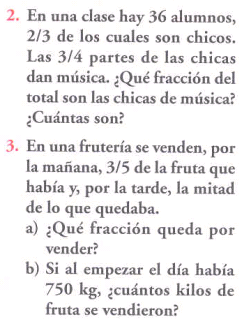 2. En una clase hay 36 alumnos,
2/3 de los cuales son chicos.
Las 3/4 partes de las chicas
dan música. ¿Qué fracción del
total son las chicas de música?
¿Cuántas son?
3. En una frutería se venden, por
la mañana, 3/5 de la fruta que
había y, por la tarde, la mitad
de lo que quedaba.
a) ¿Qué fracción queda por
vender?
b) Si al empezar el día había
750 kg, ¿cuántos kilos de
fruta se vendieron?